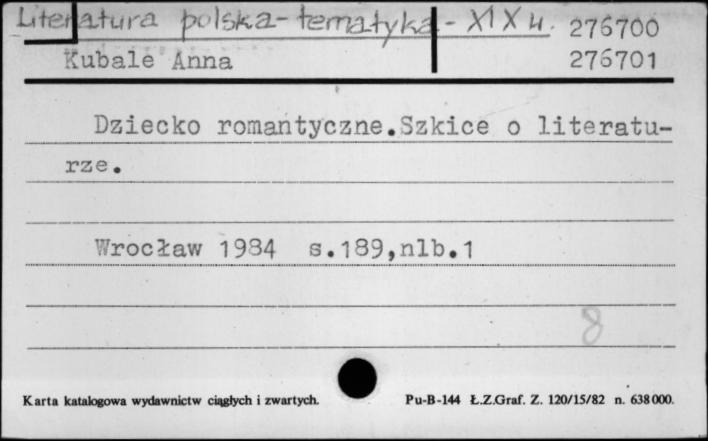 Literatura polska - tematyka - XIX w. 276700
Kubale Anna 276701
Dziecko romantyczne.Szkice o literatu-
rze.
Wrocław 1984 s.189,nlb.1
8
Karta katalogowa wydawnictw ciągłych i zwartych. Pu-B-144 Ł.Z.Graf. Z. 120/15/82 n. 638000.